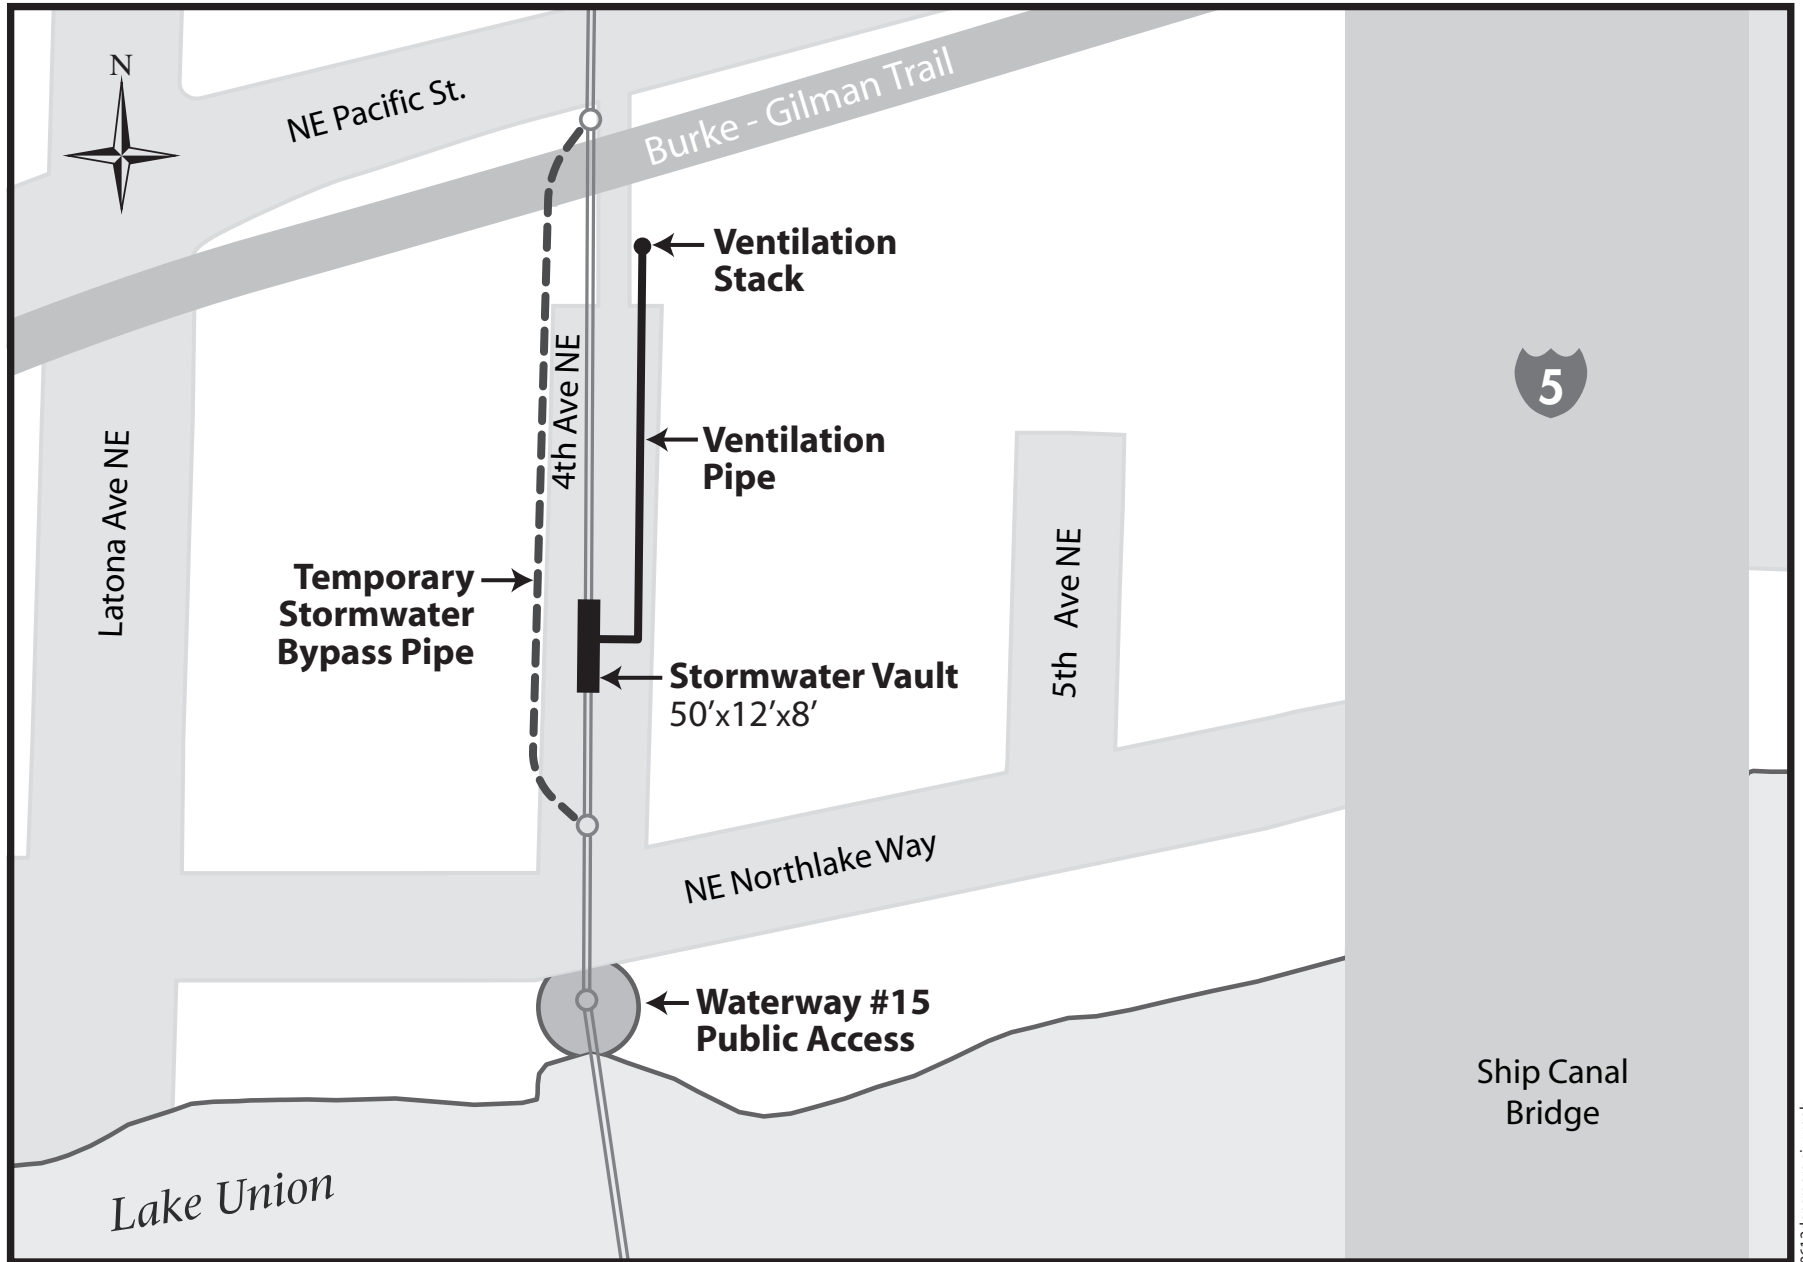 N
NE Pacific St.
Burke - Gilman Trail
Ventilation
Stack
4th Ave NE
5
Latona Ave NE
Ventilation
Pipe
5th Ave NE
Temporary
Stormwater
Bypass Pipe
Stormwater Vault
50’x12’x8’
NE Northlake Way
Waterway #15
Public Access
Ship Canal
Bridge
Lake Union